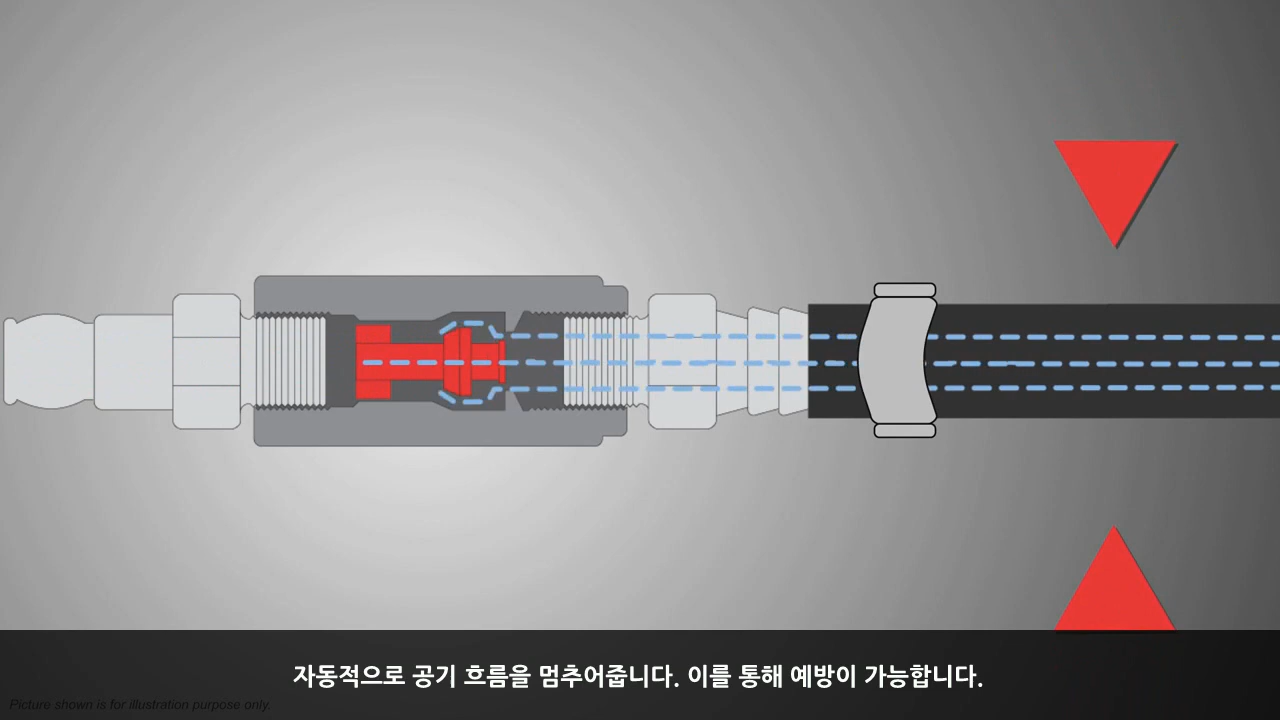 자동적으로 공기 흐름을 멈추어줍니다. 이를 통해 예방이 가능합니다.
Picture shown is for illustration purpose only.